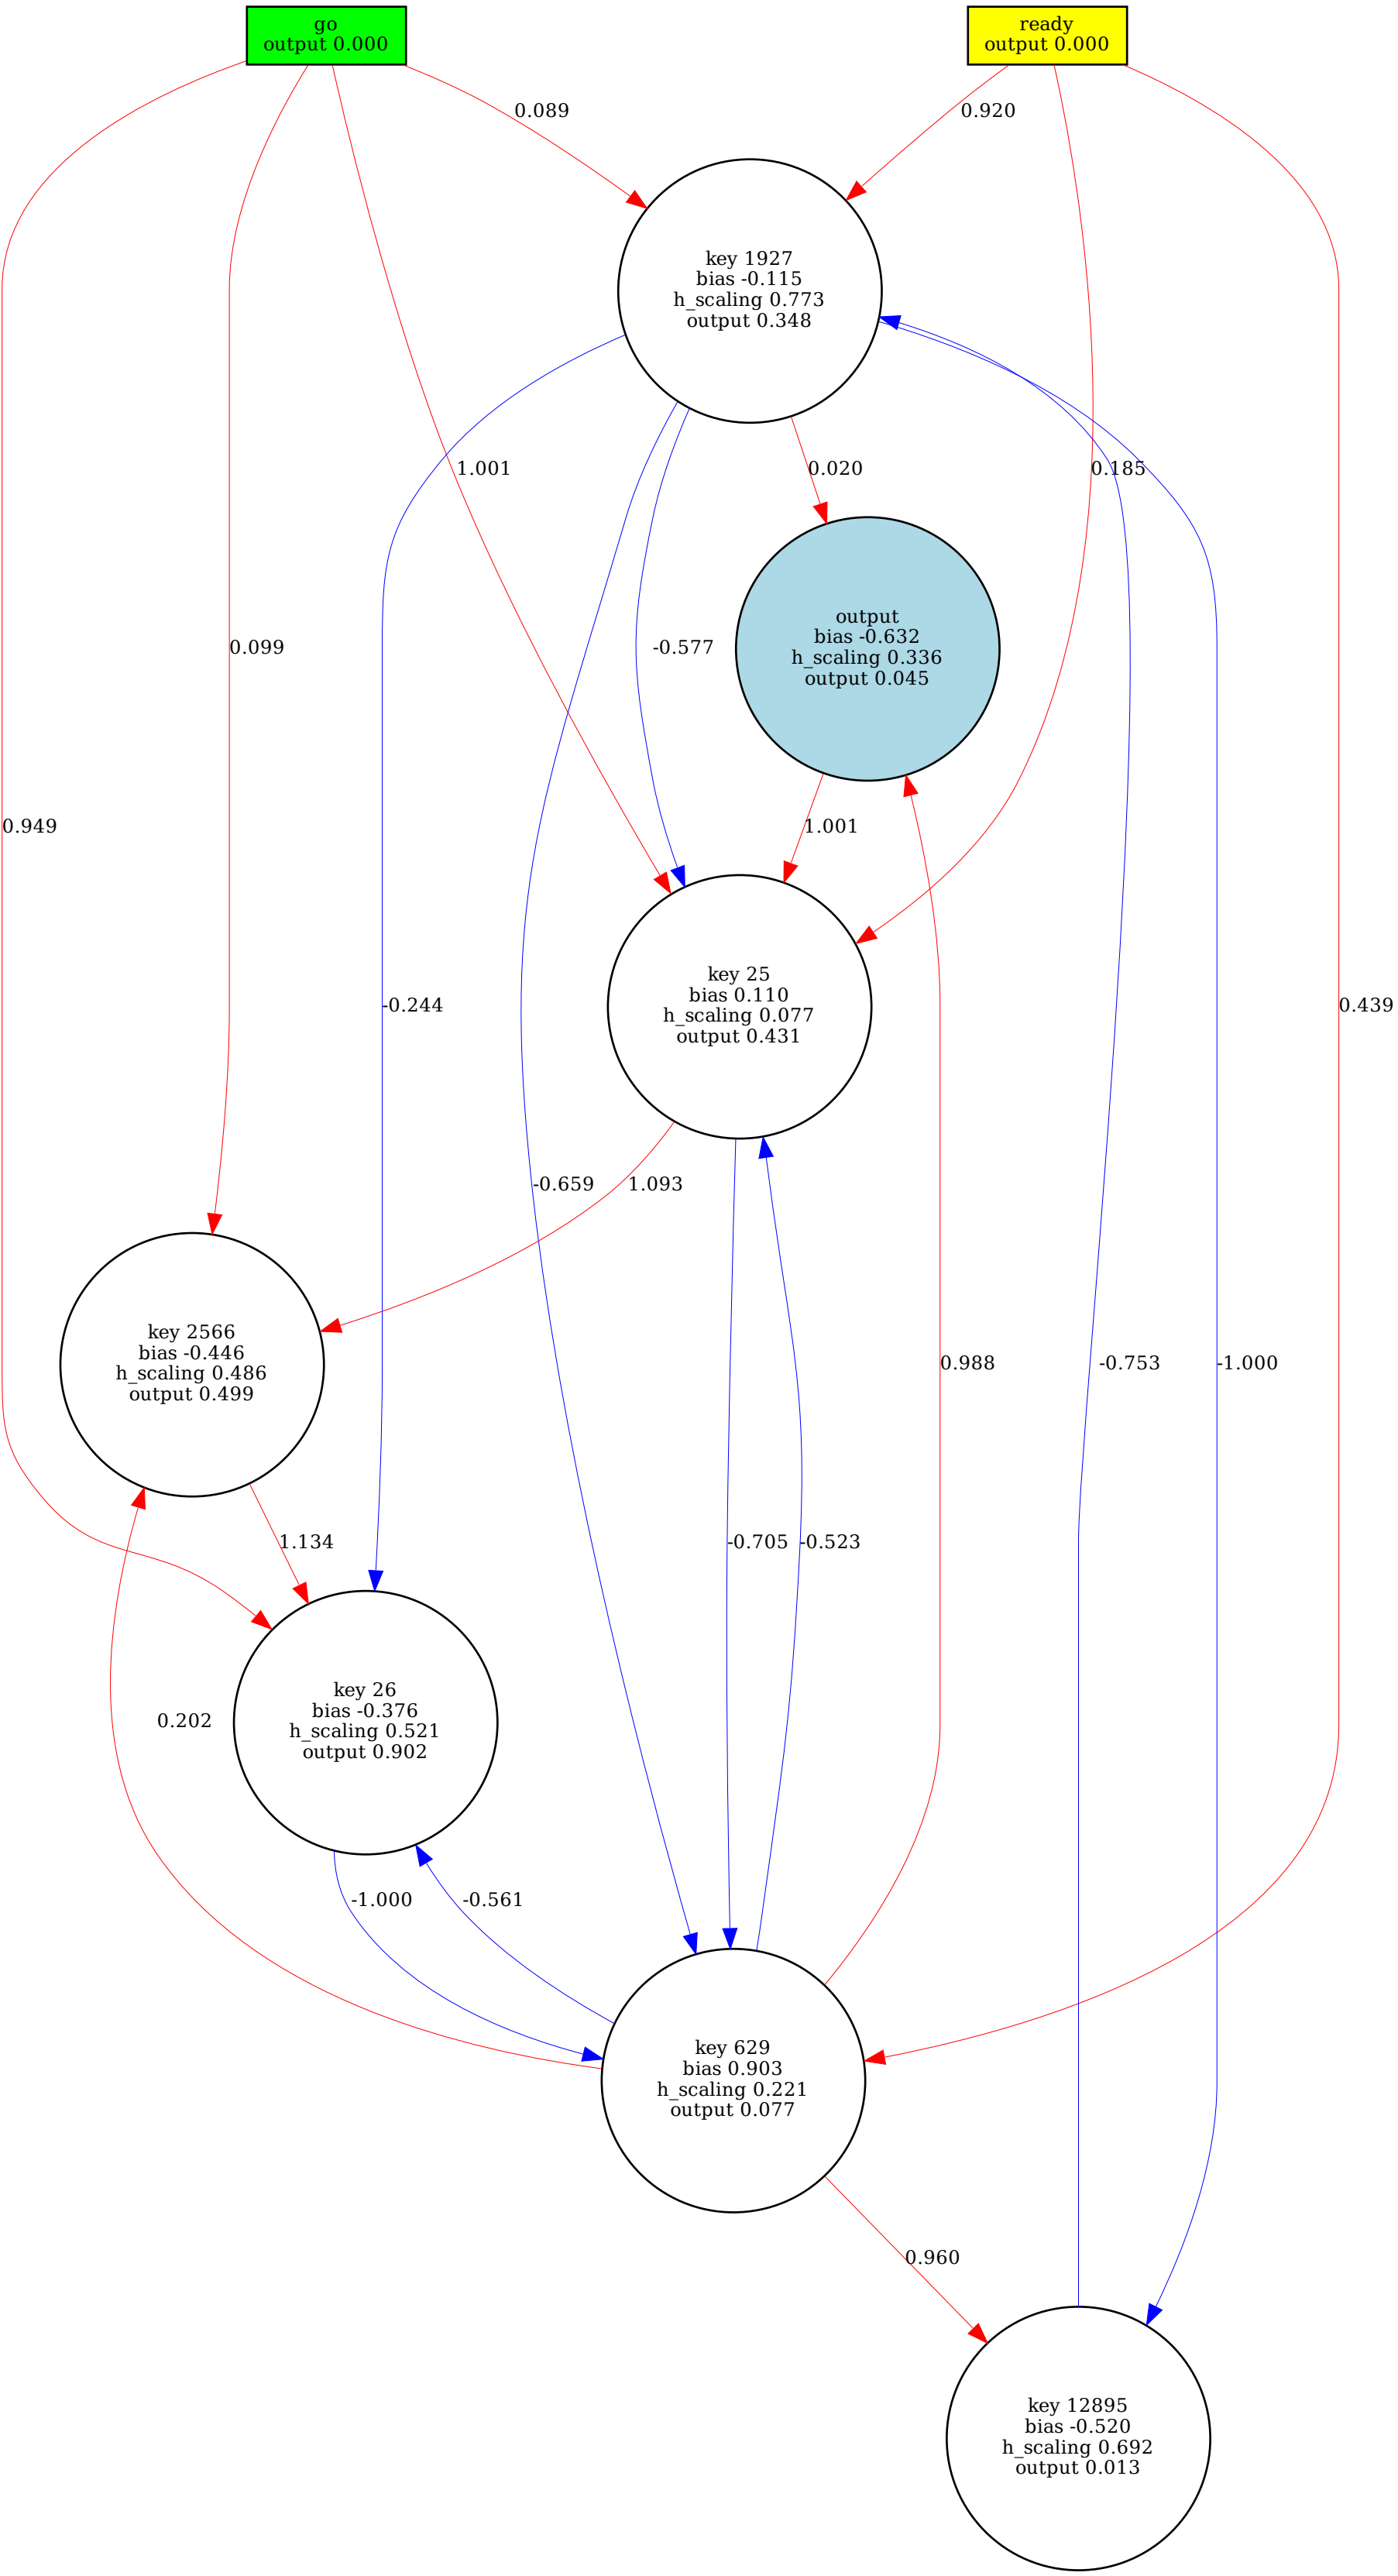 go
output 0.000
ready
output 0.000
0.089
0.920
key 1927
bias -0.115
h_scaling 0.773
output 0.348
1.001
0.020
0.185
0.099
-0.577
output
bias -0.632
h_scaling 0.336
output 0.045
0.949
1.001
-0.244
key 25
bias 0.110
h_scaling 0.077
output 0.431
0.439
-0.659
1.093
key 2566
bias -0.446
h_scaling 0.486
output 0.499
0.988
-0.753
-1.000
1.134
-0.705
-0.523
0.202
key 26
bias -0.376
h_scaling 0.521
output 0.902
-1.000
-0.561
key 629
bias 0.903
h_scaling 0.221
output 0.077
0.960
key 12895
bias -0.520
h_scaling 0.692
output 0.013